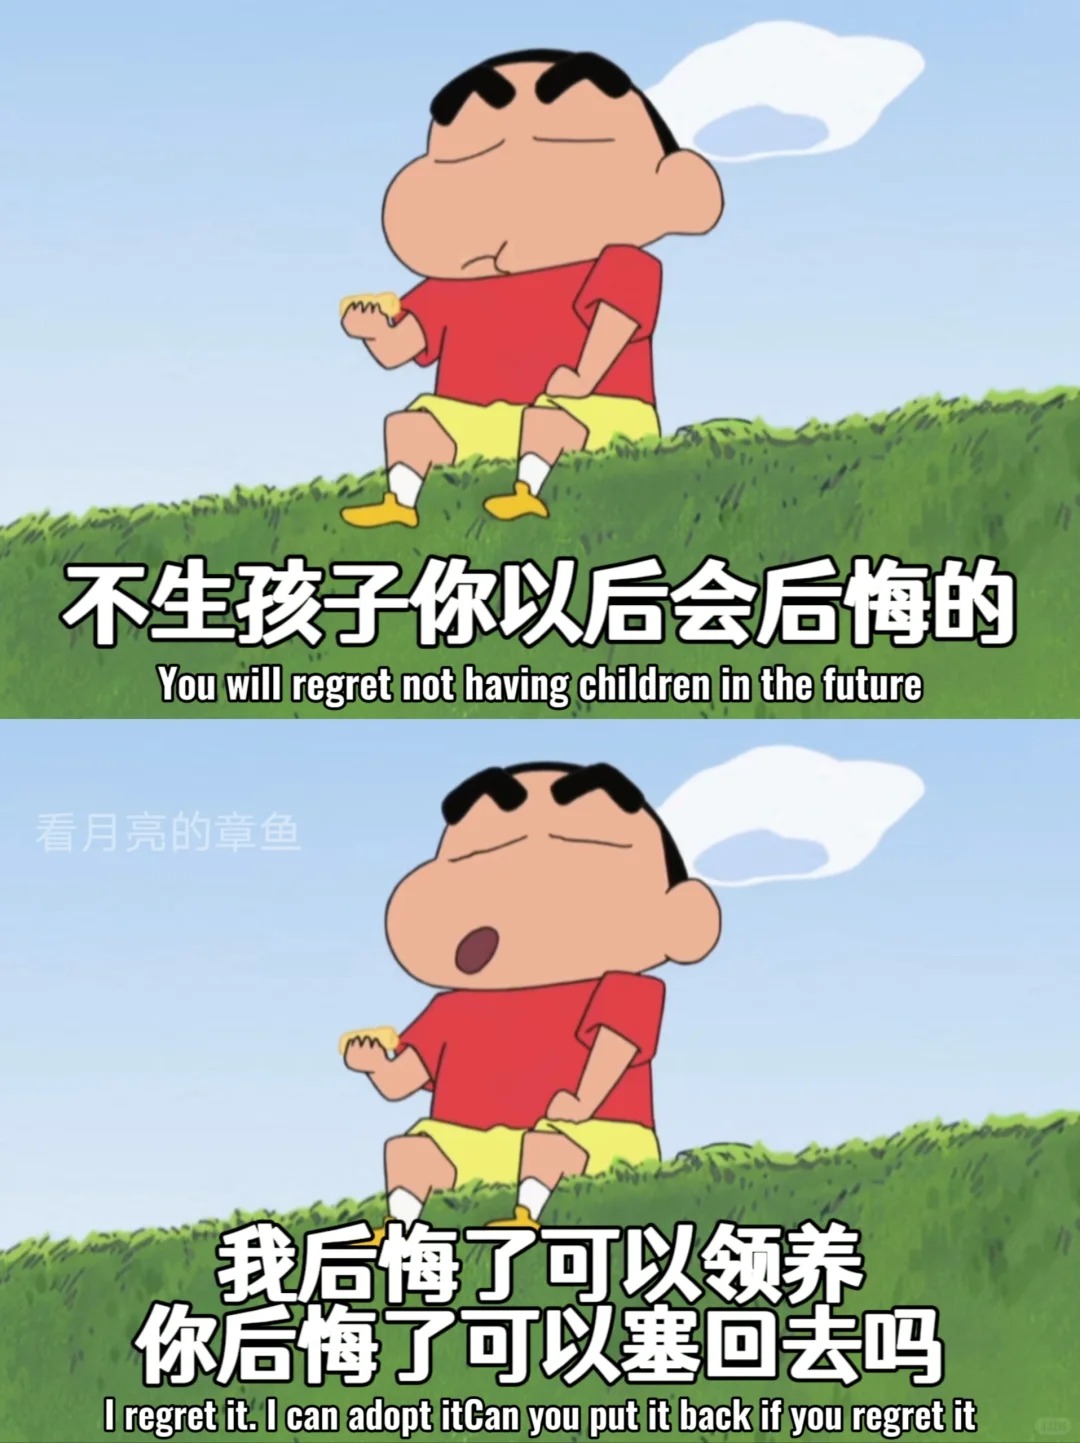 不生孩子你以后会后悔的
You will regret not having children in the future
看月亮的章鱼
我后悔了可以领养
你后悔了可以塞回去吗
I regret it. I can adopt itCan you put it back if you regret it